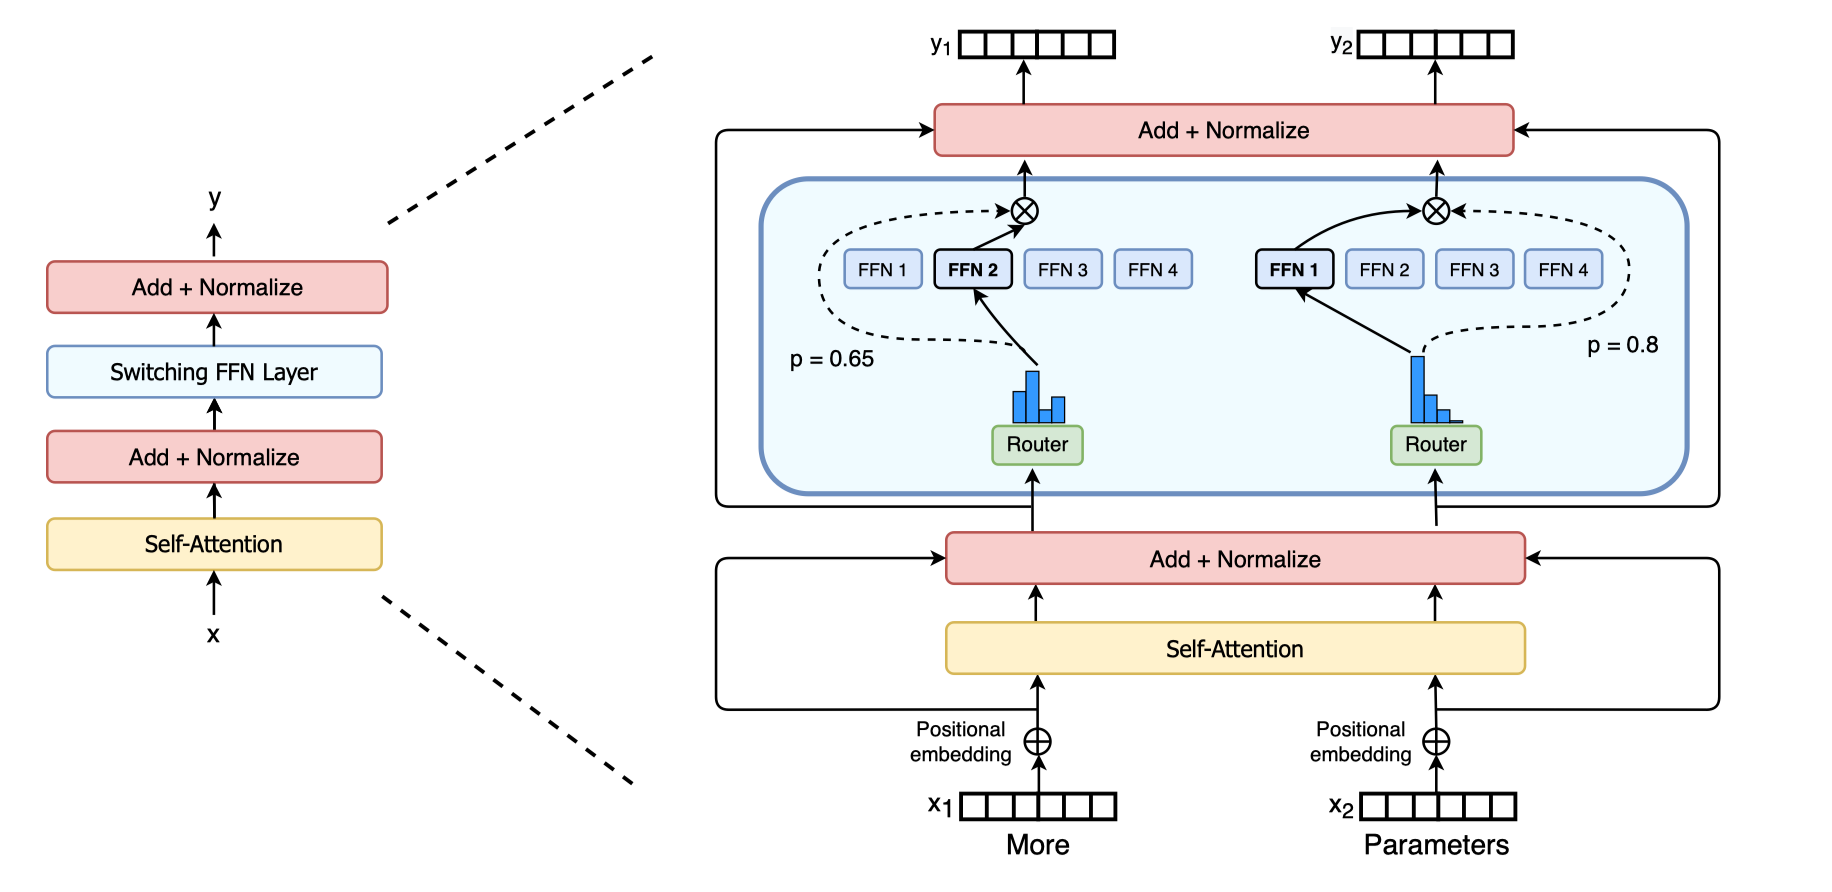 y
Add + Normalize
Switching FFN Layer
Add + Normalize
Self-Attention
x
y1
y2
Add + Normalize
FFN 1
FFN 2
FFN 3
FFN 4
FFN 1
FFN 2
FFN 3
FFN 4
p = 0.65
p = 0.8
Router
Router
Add + Normalize
Self-Attention
Positional
embedding
Positional
embedding
x1
x2
More
Parameters